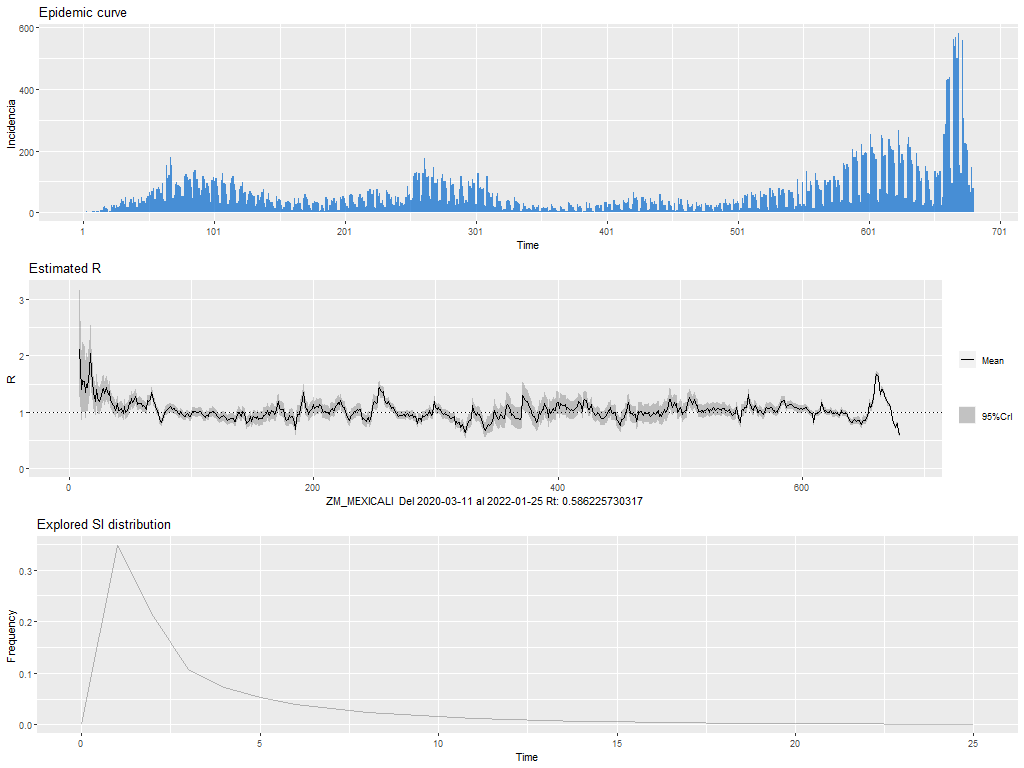 Epidemic curve
600
400
200
0
Incidencia
1
101
201
301
401
501
601
701
Time
Estimated R
3
2
1
0
R
Mean
95%CrI
0
200
400
600
ZM_MEXICALI Del 2020-03-11 al 2022-01-25 Rt: 0.586225730317
Explored SI distribution
0.3
0.2
0.1
0.0
Frequency
0
5
10
15
20
25
Time